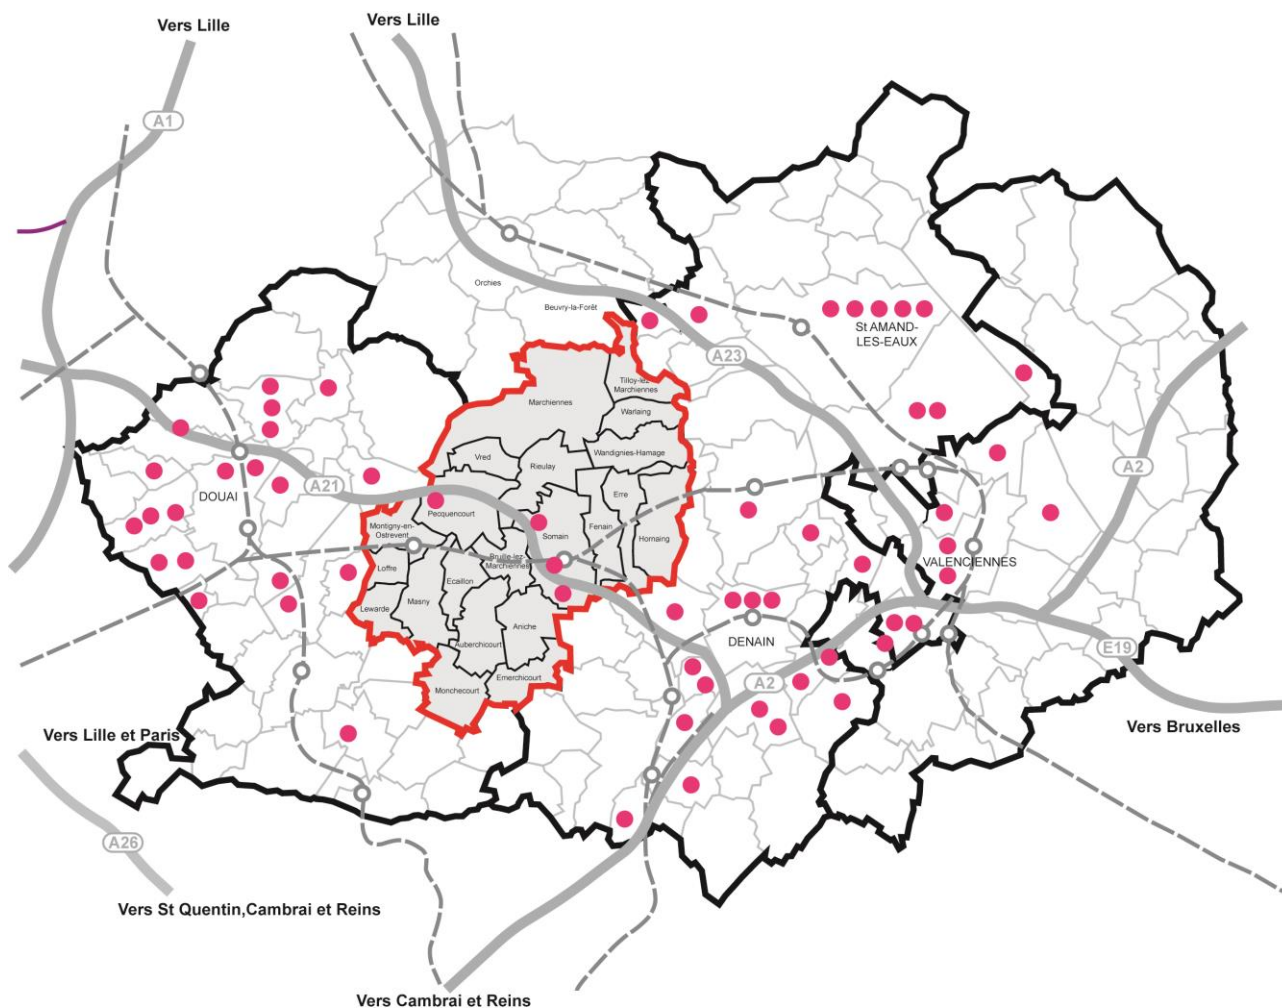 Vers Lille
Vers Lille
A1
Orchies
Beuvry-la-Forêt
St AMAND-
LES-EAUX
A23
Tilloy-lez-
Marchiennes
Marchiennes
Warlaing
Wandignies-Hamage
Vred
Rieulay
A2
A21
DOUAI
Erre
Pecquencourt
Montigny-en-
Ostrevent
Somain
Fenain
Hornaing
Bruille-lez-
Marchiennes
VALENCIENNES
Loffre
Ecaillon
Masny
Lewarde
Aniche
Auberchicourt
DENAIN
E19
Emerchicourt
Monchecourt
A2
Vers Bruxelles
Vers Lille et Paris
A26
Vers St Quentin,Cambrai et Reins
Vers Cambrai et Reins